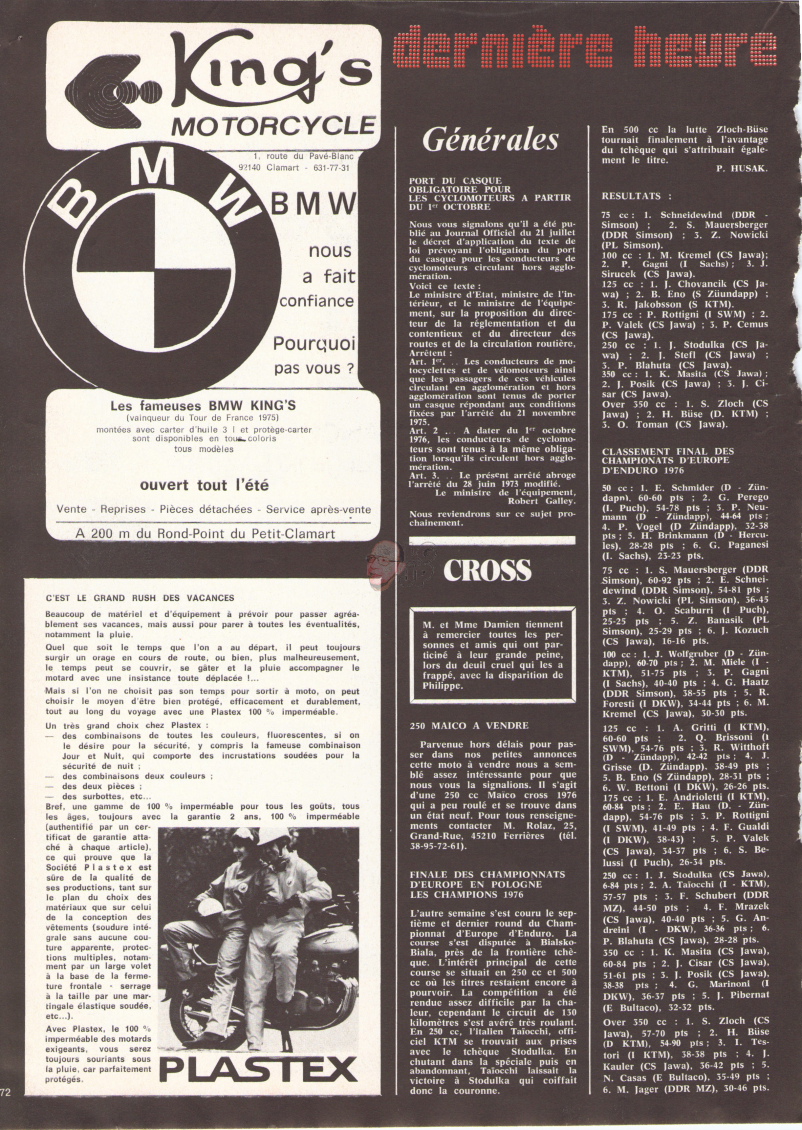 King's
MOTORCYCLE
1, route du Pavé-Blanc
92140 Clamart - 631-77-31
BMW
BMW
nous
a fait
confiance
Pourquoi
pas vous ?
Les fameuses BMW KING'S
(vainqueur du Tour de France 1975)
montées avec carter d'huile 3 l et protège-carter
sont disponibles en tous coloris
tous modèles
ouvert tout l'été
Vente - Reprises - Pièces détachées - Service après-vente
A 200 m du Rond-Point du Petit-Clamart
C'EST LE GRAND RUSH DES VACANCES
Beaucoup de matériel et d'équipement à prévoir pour passer agréa-
blement ses vacances, mais aussi pour parer à toutes les éventualités,
notamment la pluie.
Quel que soit le temps que l'on a au départ, il peut toujours
surgir un orage en cours de route, ou bien, plus malheureusement,
le temps peut se couvrir, se gâter et la pluie accompagner le
motard avec une insistance toute déplacée !...
Mais si l'on ne choisit pas son temps pour sortir à moto, on peut
choisir le moyen d'être bien protégé, efficacement et durablement,
tout au long du voyage avec une Plastex 100 % imperméable.
Un très grand choix chez Plastex :
— des combinaisons de toutes les couleurs, fluorescentes, si on
le désire pour la sécurité, y compris la fameuse combinaison
Jour et Nuit, qui comporte des incrustations soudées pour la
sécurité de nuit ;
— des combinaisons deux couleurs ;
— des deux pièces ;
— des surbottes, etc...
Bref, une gamme de 100 % imperméable pour tous les goûts, tous
les âges, toujours avec la garantie 2 ans, 100 % imperméable
(authentifié par un cer-
tificat de garantie atta-
ché à chaque article),
ce qui prouve que la
Société Plastex est
sûre de la qualité de
ses productions, tant sur
le plan du choix des
matériaux que sur celui
de la conception des
vêtements (soudure inté-
grale sans aucune cou-
ture apparente, protec-
tions multiples, notam-
ment par un large volet
à la base de la ferme-
ture frontale - serrage
à la taille par une mar-
tingale élastique soudée,
etc...).
Avec Plastex, le 100 %
imperméable des motards
exigeants, vous serez
toujours souriants sous
la pluie, car parfaitement
protégés.
PLASTEX
72
dernière heure
Générales
PORT DU CASQUE
OBLIGATOIRE POUR
LES CYCLOMOTEURS A PARTIR
DU 1er OCTOBRE
Nous vous signalons qu'il a été pu-
blié au Journal Officiel du 21 juillet
le décret d'application du texte de
loi prévoyant l'obligation du port
du casque pour les conducteurs de
cyclomoteurs circulant hors agglo-
mération.
Voici ce texte :
Le ministre d'Etat, ministre de l'in-
térieur, et le ministre de l'équipe-
ment, sur la proposition du direc-
teur de la réglementation et du
contentieux et du directeur des
routes et de la circulation routière,
Arrêtent :
Art. 1er. .. Les conducteurs de mo-
tocyclettes et de vélomoteurs ainsi
que les passagers de ces véhicules
circulant en agglomération et hors
agglomération sont tenus de porter
un casque répondant aux conditions
fixées par l'arrêté du 21 novembre
1975.
Art. 2 ... A dater du 1er octobre
1976, les conducteurs de cyclomo-
teurs sont tenus à la même obliga-
tion lorsqu'ils circulent hors agglo-
mération.
Art. 3. .. Le présent arrêté abroge
l'arrêté du 28 juin 1973 modifié.
Le ministre de l'équipement,
Robert Galley.
Nous reviendrons sur ce sujet pro-
chainement.
CROSS
M. et Mme Damien tiennent
à remercier toutes les per-
sonnes et amis qui ont par-
ticiné à leur grande peine,
lors du deuil cruel qui les a
frappé, avec la disparition de
Philippe.
250 MAICO A VENDRE
Parvenue hors délais pour pas-
ser dans nos petites annonces
cette moto à vendre nous a sem-
blé assez intéressante pour que
nous vous la signalions. Il s'agit
d'une 250 cc Maico cross 1976
qui a peu roulé et se trouve dans
un état neuf. Pour tous renseigne-
ments contacter M. Rolaz, 25,
Grand-Rue, 45210 Ferrières (tél.
38-95-72-61).
FINALE DES CHAMPIONNATS
D'EUROPE EN POLOGNE
LES CHAMPIONS 1976
L'autre semaine s'est couru le sep-
tième et dernier round du Cham-
pionnat d'Europe d'Enduro. La
course s'est disputée à Bialsko-
Biala, près de la frontière tchè-
que. L'intérêt principal de cette
course se situait en 250 cc et 500
cc où les titres restaient encore à
pourvoir. La compétition a été
rendue assez difficile par la cha-
leur, cependant le circuit de 130
kilomètres s'est avéré très roulant.
En 250 cc, l'italien Taïocchi, offi-
ciel KTM se trouvait aux prises
avec le tchèque Stodulka. En
chutant dans la spéciale puis en
abandonnant, Taïocchi laissait la
victoire à Stodulka qui coiffait
donc la couronne.
En 500 cc la lutte Zloch-Büse
tournait finalement à l'avantage
du tchèque qui s'attribuait égale-
ment le titre.
P. HUSAK.
RESULTATS :
75 cc : 1. Schneidewind (DDR -
Simson) ; 2. S. Mauersberger
(DDR Simson) ; 3. Z. Nowicki
(PL Simson).
100 cc : 1. M. Kremel (CS Jawa);
2. P. Gagni (I Sachs) ; 3. J.
Sirucek (CS Jawa).
125 cc : 1. J. Chovancik (CS Ja-
wa) ; 2. B. Eno (S Züundapp) ;
3. R. Jakobsson (S KTM).
175 cc : P. Rottigni (I SWM) ; 2.
P. Valek (CS Jawa) ; 3. P. Cemus
(CS Jawa).
250 cc : 1. J. Stodulka (CS Ja-
wa) ; 2. J. Stefl (CS Jawa) ;
3. P. Blahuta (CS Jawa).
350 cc : 1. K. Masita (CS Jawa) ;
2. J. Posik (CS Jawa) ; 3. J. Ci-
sar (CS Jawa).
Over 350 cc : 1. S. Zloch (CS
Jawa) ; 2. H. Büse (D. KTM) ;
3. O. Toman (CS Jawa).
CLASSEMENT FINAL DES
CHAMPIONATS D'EUROPE
D'ENDURO 1976
50 cc : 1. E. Schmider (D - Zün-
dapp), 60-60 pts ; 2. G. Perego
(I. Puch), 54-78 pts ; 3. P. Neu-
mann (D - Zündapp), 44-64 pts ;
4. P. Vogel (D Zündapp), 32-38
pts ; 5. H. Brinkmann (D - Hercu-
les), 28-28 pts ; 6. G. Paganesi
(I. Sachs), 23-23 pts.
75 cc : 1. S. Mauersberger (DDR
Simson), 60-92 pts ; 2. E. Schnei-
dewind (DDR Simson), 54-81 pts ;
3. Z. Nowicki (PL Simson), 36-45
pts ; 4. O. Scaburri (I Puch),
25-25 pts ; 5. Z. Banasik (PL
Simson), 25-29 pts ; 6. J. Kozuch
(CS Jawa), 16-16 pts.
100 cc : 1. J. Wolfgruber (D - Zün-
dapp), 60-70 pts ; 2. M. Miele (I -
KTM), 51-75 pts ; 3. P. Gagni
(I Sachs), 40-40 pts ; 4. G. Haatz
(DDR Simson), 38-55 pts ; 5. R.
Foresti (I DKW), 34-44 pts ; 6. M.
Kremel (CS Jawa), 30-30 pts.
125 cc : 1. A. Gritti (I KTM),
60-60 pts ; 2. Q. Brissoni (I
SWM), 54-76 pts ; 3. R. Witthoft
(D - Zündapp), 42-42 pts ; 4. J.
Grisse (D. Zündapp). 38-49 pts ;
5. B. Eno (S Zündapp), 28-31 pts ;
6. W. Bettoni (I DKW), 26-26 pts.
175 cc : 1. E. Andrioletti (I KTM),
60-84 pts ; 2. E. Hau (D. - Zün-
dapp), 54-76 pts ; 3. P. Rottigni
(I SWM), 41-49 pts ; 4. F. Gualdi
(I DKW), 38-43) ; 5. P. Valek
(CS Jawa), 34-37 pts ; 6. S. Be-
lussi (I Puch), 26-34 pts.
250 cc : 1. J. Stodulka (CS Jawa),
6-84 pts ; 2. A. Taïocchi (I - KTM),
57-57 pts ; 3. F. Schubert (DDR
MZ), 44-50 pts ; 4. F. Mrazek
(CS Jawa), 40-40 pts ; 5. G. An-
dreini (I - DKW), 36-36 pts ; 6.
P. Blahuta (CS Jawa), 28-28 pts.
350 cc : 1. K. Masita (CS Jawa),
60-84 pts ; 2. J. Cisar (CS Jawa),
51-61 pts ; 3. J. Posik (CS Jawa),
38-38 pts ; 4. G. Marinoni (I
DKW), 36-37 pts ; 5. J. Pibernat
(E Bultaco), 32-32 pts.
Over 350 cc : 1. S. Zloch (CS
Jawa), 57-70 pts ; 2. H. Büse
(D KTM), 54-90 pts ; 3. I. Tes-
tori (I KTM), 38-38 pts ; 4. J.
Kauler (CS Jawa), 36-42 pts ; 5.
N. Casas (E Bultaco), 35-49 pts ;
6. M. Jager (DDR MZ), 30-46 pts.